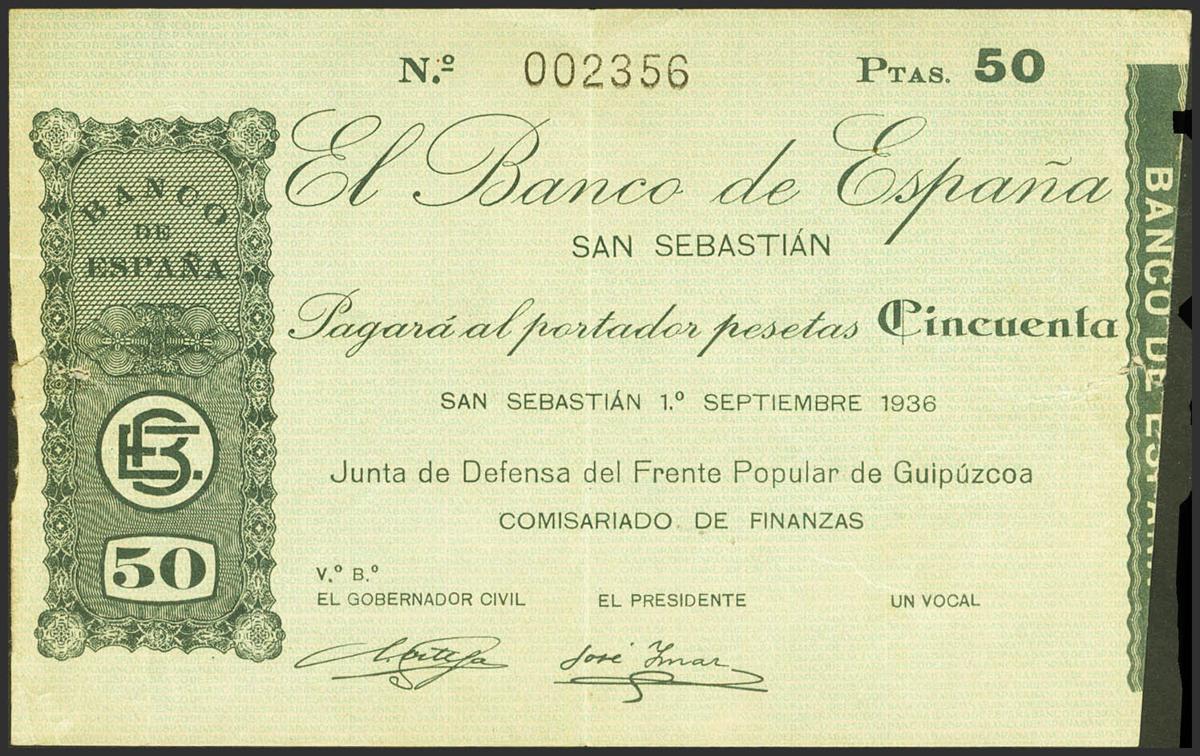 N.º 002356 PTAS. 50
El Banco de España
SAN SEBASTIÁN
Pagará al portador pesetas Cincuenta
SAN SEBASTIÁN 1.º SEPTIEMBRE 1936
Junta de Defensa del Frente Popular de Guipúzcoa
COMISARIADO DE FINANZAS
V.º B.º
EL GOBERNADOR CIVIL EL PRESIDENTE UN VOCAL
José Imaz
BANCO
DE
ESPAÑA
50
BANCO DE